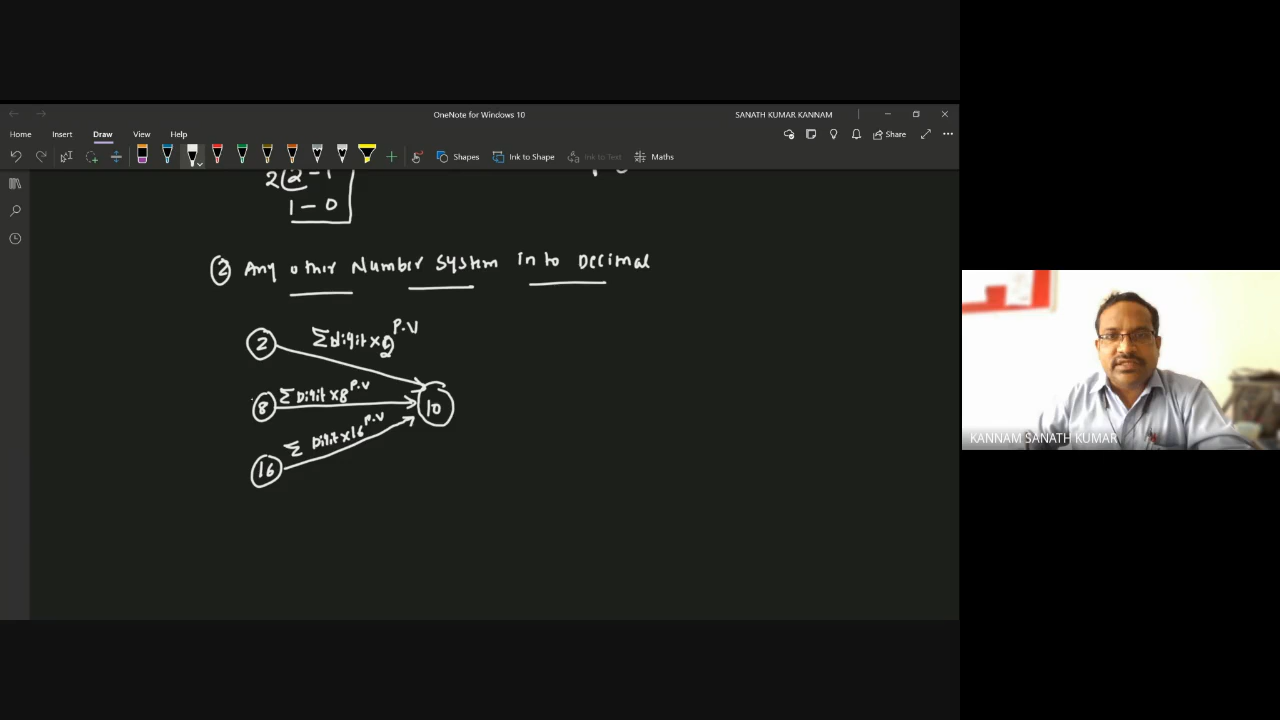 OneNote for Windows 10
SANATH KUMAR KANNAM
Home Insert Draw View Help
Share
Shapes Ink to Shape Ink to Text Maths
2 2 - 1
1 - 0
② Any other Number System into Decimal
2 Σ Digit × 2^P.V
8 Σ Digit × 8^P.V
10
16 Σ Digit × 16^P.V
KANNAM SANATH KUMAR